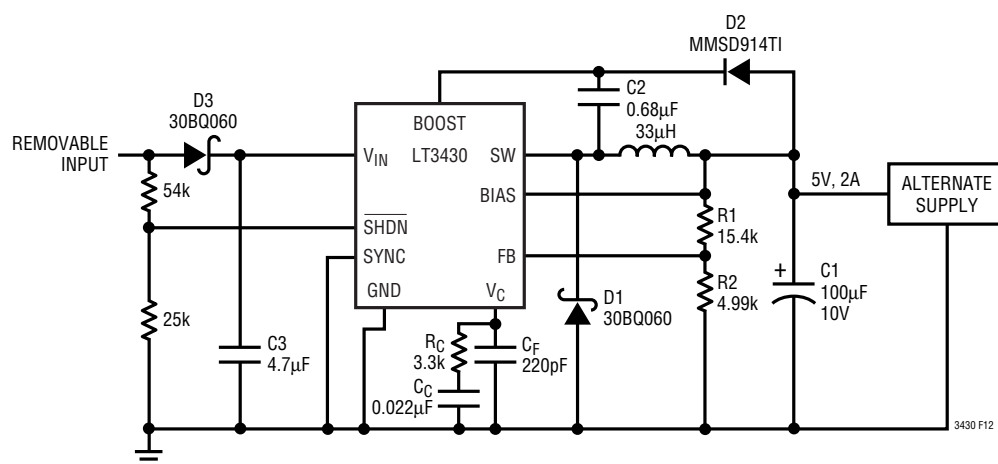 D2
MMSD914TI
D3
30BQ060
C2
0.68µF
33µH
BOOST
LT3430
REMOVABLE
INPUT
VIN
SW
54k
BIAS
5V, 2A
ALTERNATE
SUPPLY
SHDN
R1
15.4k
SYNC
FB
GND
VC
D1
30BQ060
R2
4.99k
+
C1
100µF
10V
25k
C3
4.7µF
RC
3.3k
CF
220pF
CC
0.022µF
3430 F12